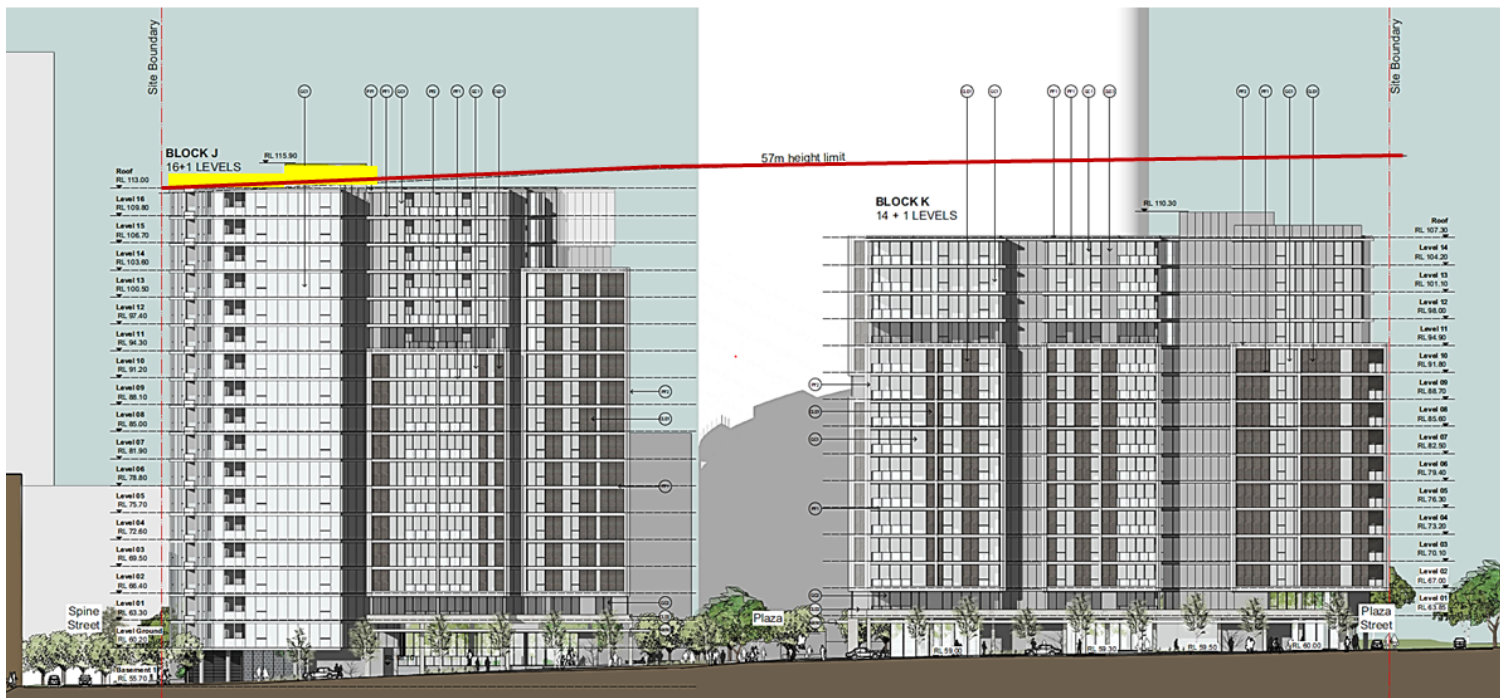 Site Boundary
BLOCK J
16+1 LEVELS
RL 115.90
57m height limit
BLOCK K
14 + 1 LEVELS
RL 110.30
Site Boundary
Roof
RL 113.00
Level 16
RL 109.80
Level 15
RL 106.70
Level 14
RL 103.60
Level 13
RL 100.50
Level 12
RL 97.40
Level 11
RL 94.30
Level 10
RL 91.20
Level 09
RL 88.10
Level 08
RL 85.00
Level 07
RL 81.90
Level 06
RL 78.80
Level 05
RL 75.70
Level 04
RL 72.60
Level 03
RL 69.50
Level 02
RL 66.40
Level 01
RL 63.30
Level Ground
RL 60.20
Basement 1
RL 55.70
Spine
Street
Plaza
Roof
RL 107.30
Level 14
RL 104.20
Level 13
RL 101.10
Level 12
RL 98.00
Level 11
RL 94.90
Level 10
RL 91.80
Level 09
RL 88.70
Level 08
RL 85.60
Level 07
RL 82.50
Level 06
RL 79.40
Level 05
RL 76.30
Level 04
RL 73.20
Level 03
RL 70.10
Level 02
RL 67.00
Level 01
Plaza
Street
RL 59.00
RL 59.30
RL 59.50
RL 60.00